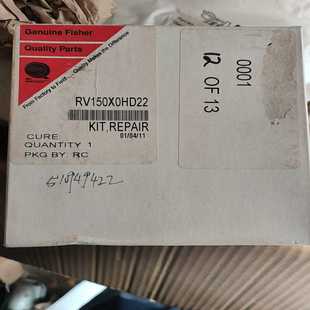 Genuine Fisher
Quality Parts
From Factory to Field... Quality Makes the Difference
RV150X0HD22
KIT,REPAIR
CURE: 01/04/11
QUANTITY 1
PKG BY: RC
0001
12 OF 13